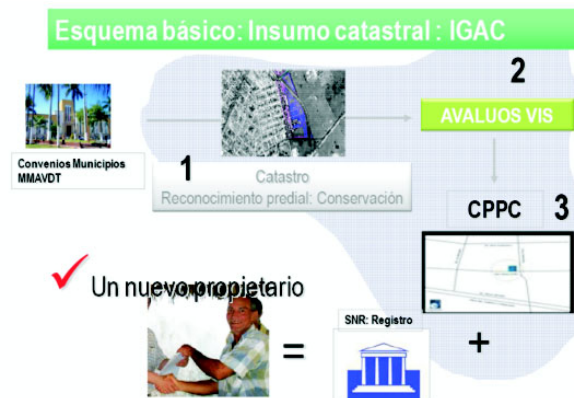 Esquema básico: Insumo catastral : IGAC
2
AVALUOS VIS
Convenios Municipios
MMAVDT
1
Catastro
Reconocimiento predial: Conservación
CPPC
3
Un nuevo propietario
=
SNR: Registro
+